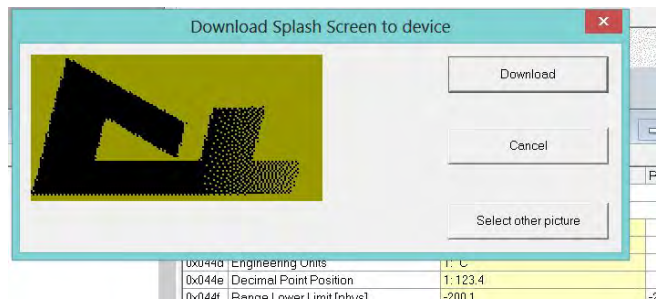 Download Splash Screen to device
x
Download
Cancel
Select other picture
P
0x044d Engineering Units 1: °C
0x044e Decimal Point Position 1: 123.4
0x044f Range Lower Limit [phys] -200.1